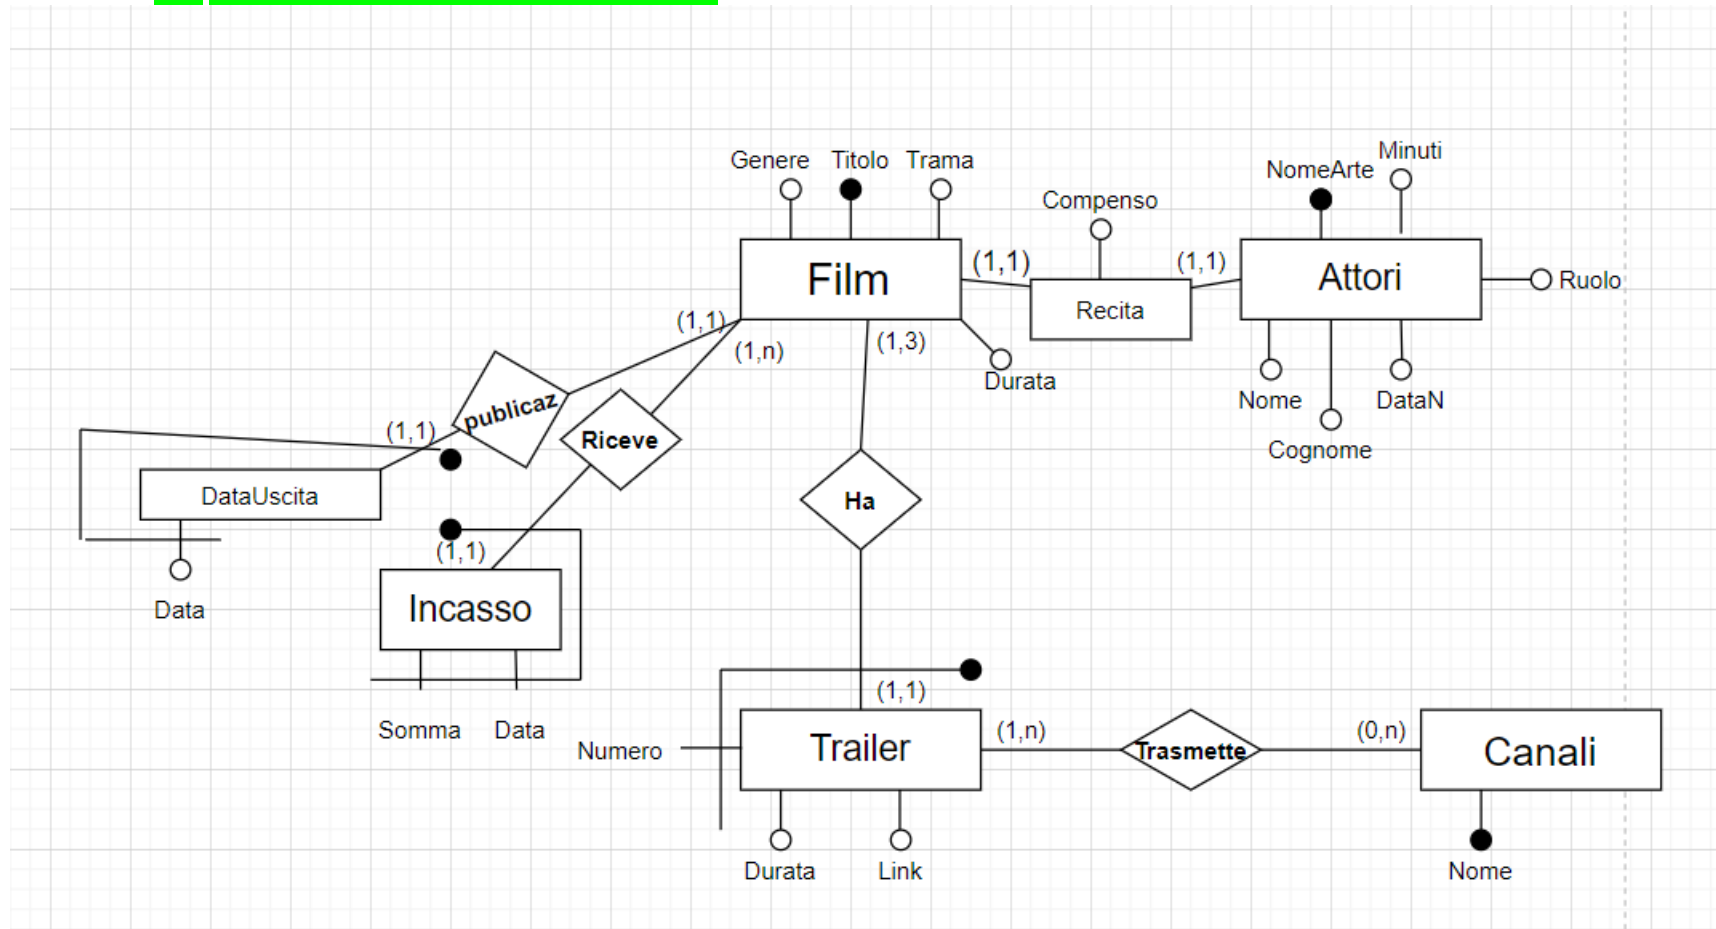 Minuti
Genere Titolo Trama
NomeArte
Compenso
(1,1) (1,1)
Film
Attori
Ruolo
Recita
(1,1)
(1,n)
(1,3)
Durata
Nome
DataN
publicaz
(1,1)
Riceve
Cognome
DataUscita
Ha
(1,1)
Data
Incasso
(1,1)
Somma
Data
Numero
Trailer
(1,n)
Trasmette
(0,n)
Canali
Durata
Link
Nome